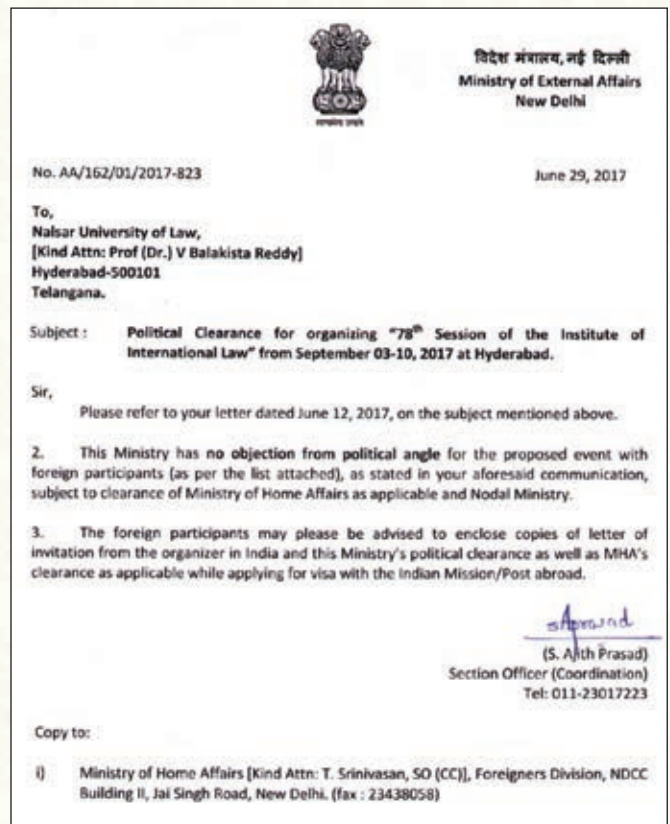 विदेश मंत्रालय, नई दिल्ली
Ministry of External Affairs
New Delhi
सत्यमेव जयते
No. AA/162/01/2017-823
June 29, 2017
To,
Nalsar University of Law,
[Kind Attn: Prof (Dr.) V Balakista Reddy]
Hyderabad-500101
Telangana.
Subject : Political Clearance for organizing "78th Session of the Institute of
International Law" from September 03-10, 2017 at Hyderabad.
Sir,
Please refer to your letter dated June 12, 2017, on the subject mentioned above.
2. This Ministry has no objection from political angle for the proposed event with
foreign participants (as per the list attached), as stated in your aforesaid communication,
subject to clearance of Ministry of Home Affairs as applicable and Nodal Ministry.
3. The foreign participants may please be advised to enclose copies of letter of
invitation from the organizer in India and this Ministry's political clearance as well as MHA's
clearance as applicable while applying for visa with the Indian Mission/Post abroad.
(S. Ajith Prasad)
Section Officer (Coordination)
Tel: 011-23017223
Copy to:
i) Ministry of Home Affairs [Kind Attn: T. Srinivasan, SO (CC)], Foreigners Division, NDCC
Building II, Jai Singh Road, New Delhi. (fax : 23438058)